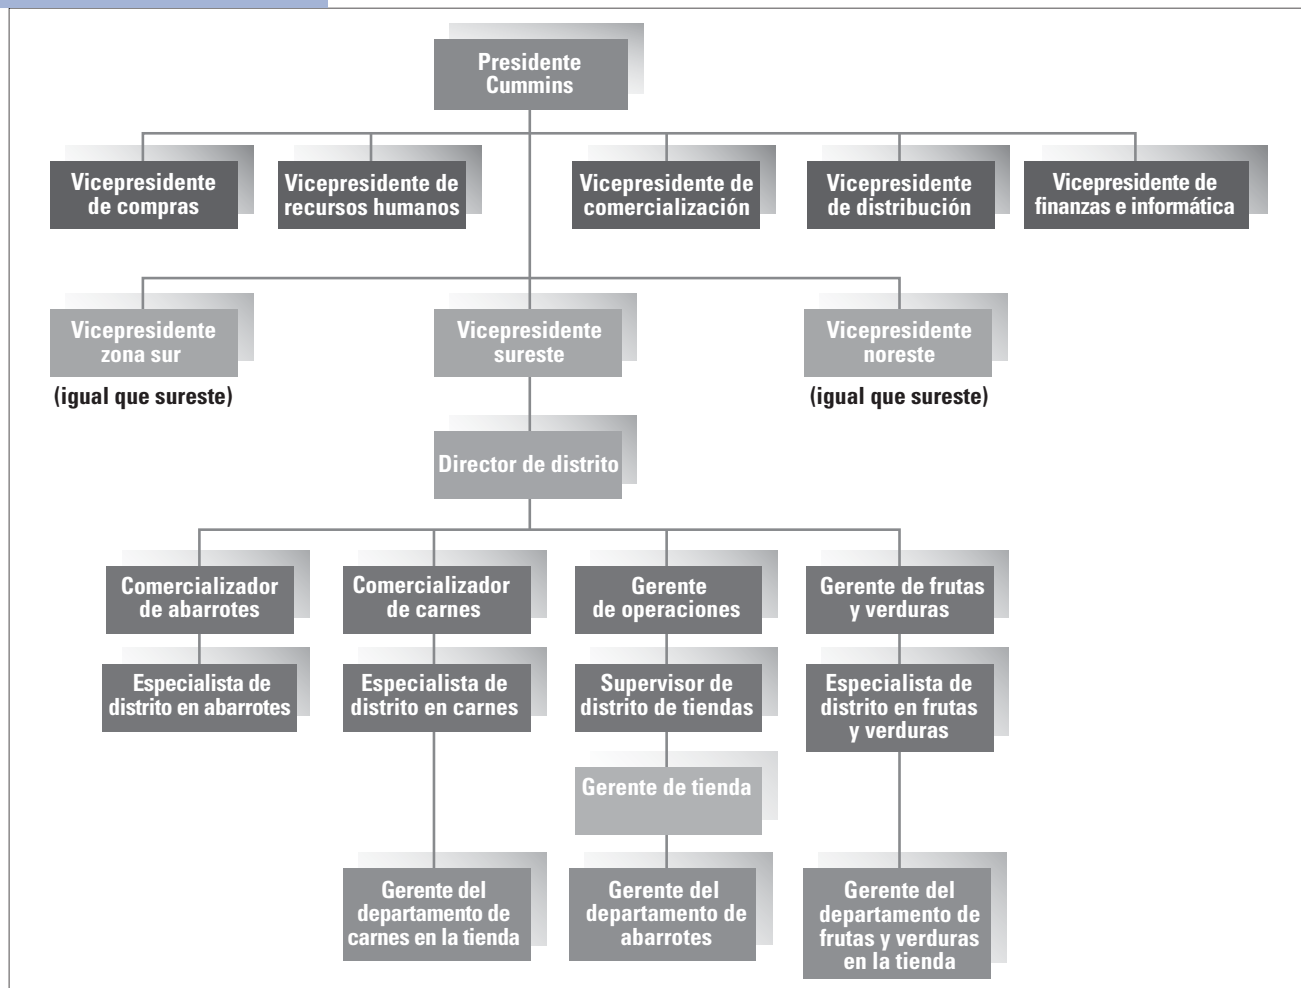 Presidente
Cummins
Vicepresidente
de compras
Vicepresidente de
recursos humanos
Vicepresidente de
comercialización
Vicepresidente
de distribución
Vicepresidente de
finanzas e informática
Vicepresidente
zona sur
(igual que sureste)
Vicepresidente
sureste
Vicepresidente
noreste
(igual que sureste)
Director de distrito
Comercializador
de abarrotes
Comercializador
de carnes
Gerente
de operaciones
Gerente de frutas
y verduras
Especialista de
distrito en abarrotes
Especialista de
distrito en carnes
Supervisor de
distrito de tiendas
Especialista de
distrito en frutas
y verduras
Gerente de tienda
Gerente del
departamento de
carnes en la tienda
Gerente del
departamento de
abarrotes
Gerente del
departamento de
frutas y verduras
en la tienda